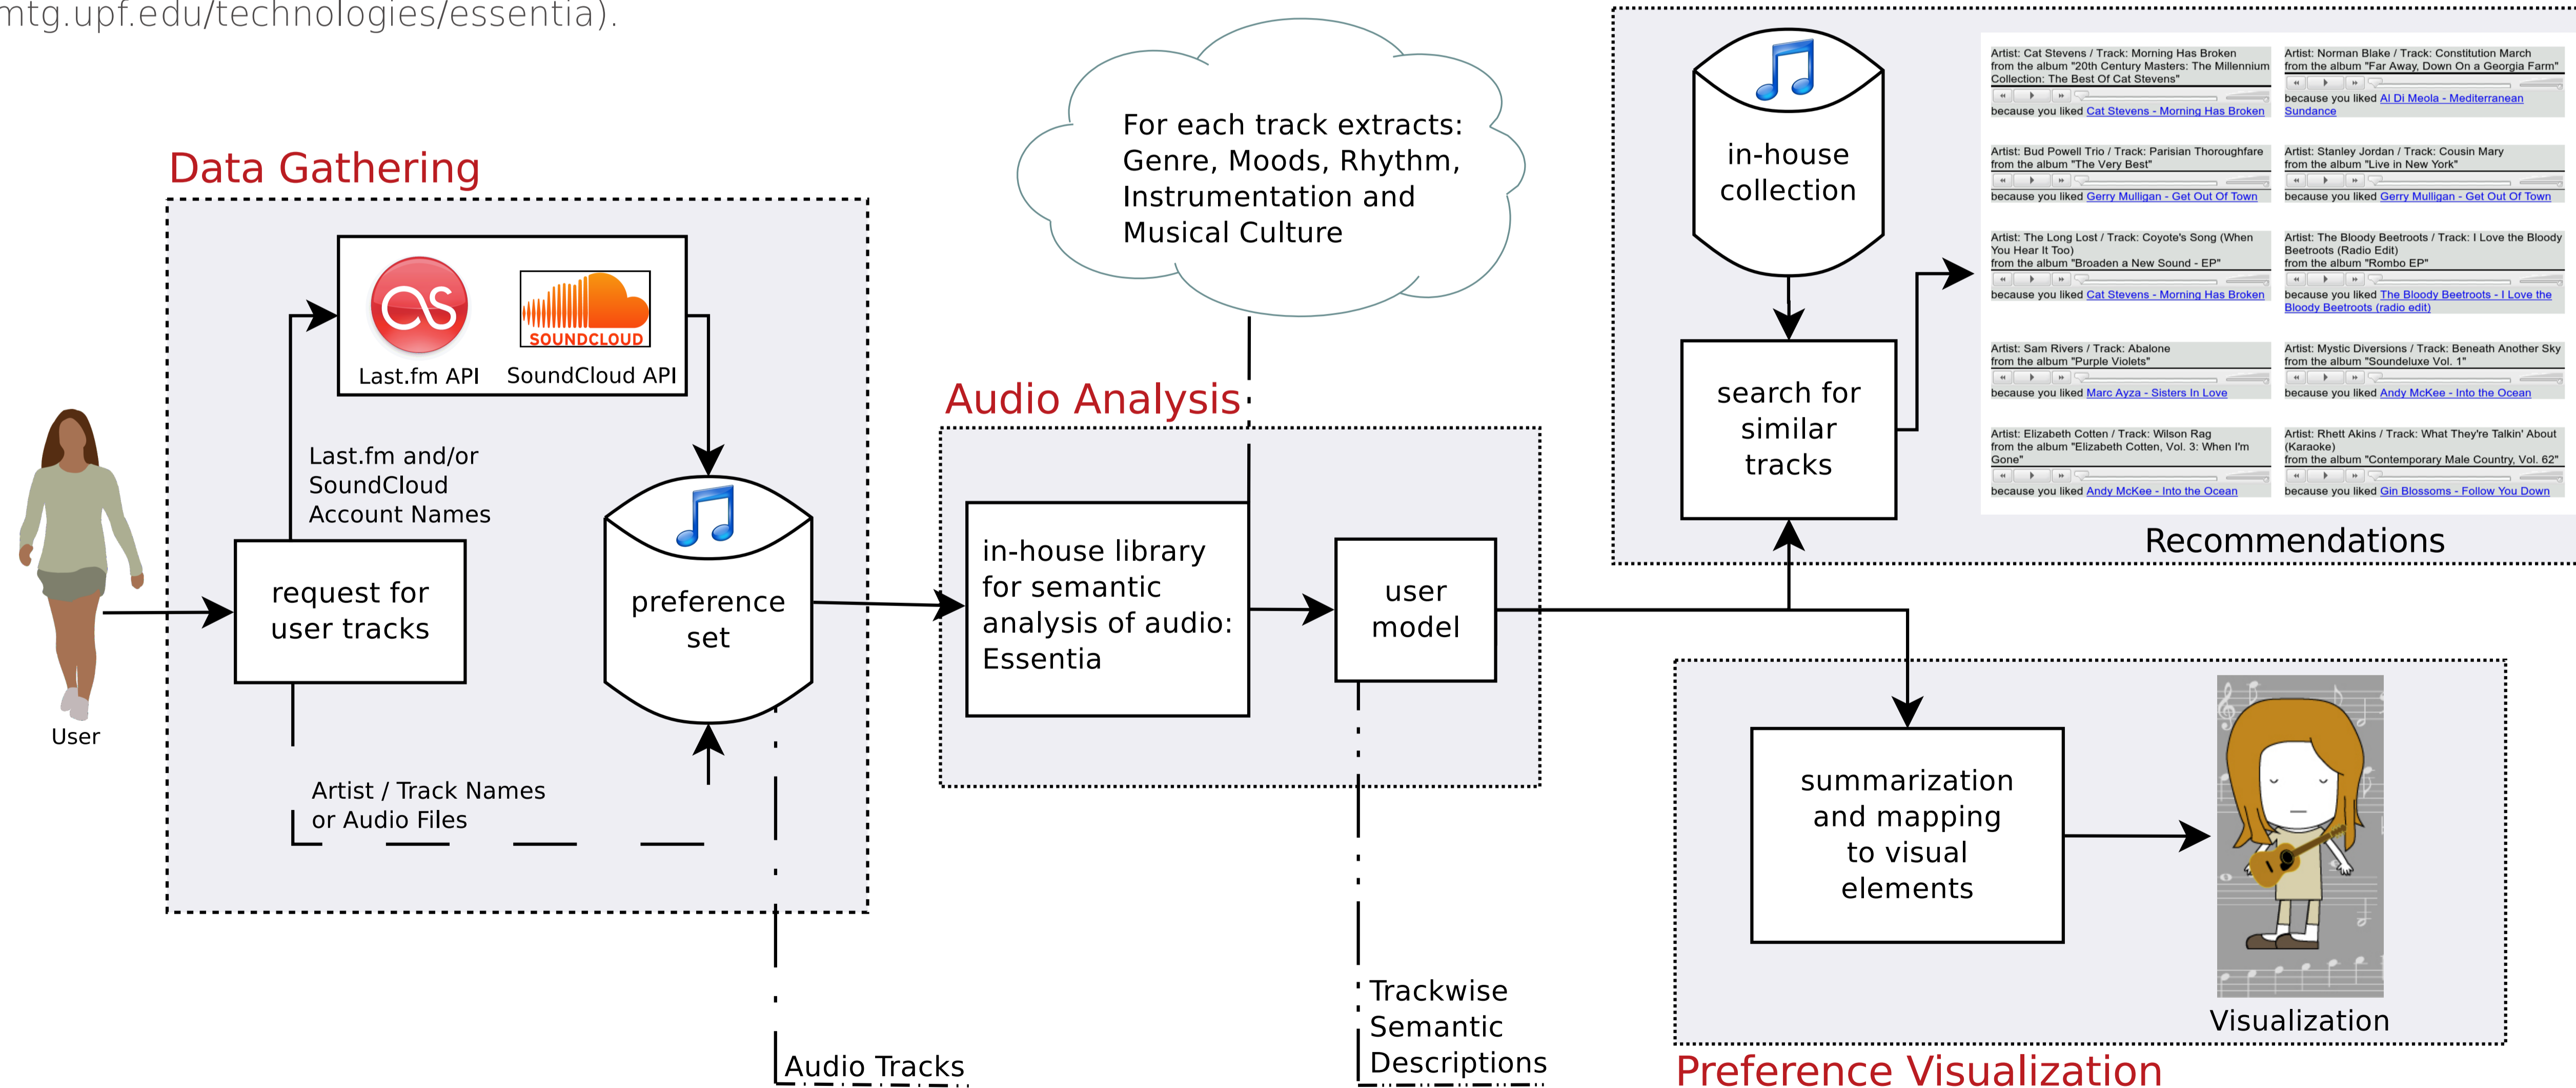 mtg.upf.edu/technologies/essentia).
Data Gathering
SOUNDCLOUD
Last.fm API
SoundCloud API
Last.fm and/or
SoundCloud
Account Names
request for
user tracks
User
preference
set
Artist / Track Names
or Audio Files
Audio Tracks
For each track extracts:
Genre, Moods, Rhythm,
Instrumentation and
Musical Culture
Audio Analysis
in-house library
for semantic
analysis of audio:
Essentia
user
model
Trackwise
Semantic
Descriptions
in-house
collection
search for
similar
tracks
Artist: Cat Stevens / Track: Morning Has Broken
from the album "20th Century Masters: The Millennium
Collection: The Best Of Cat Stevens"
because you liked Cat Stevens - Morning Has Broken
Artist: Norman Blake / Track: Constitution March
from the album "Far Away, Down On a Georgia Farm"
because you liked Al Di Meola - Mediterranean
Sundance
Artist: Bud Powell Trio / Track: Parisian Thoroughfare
from the album "The Very Best"
because you liked Gerry Mulligan - Get Out Of Town
Artist: Stanley Jordan / Track: Cousin Mary
from the album "Live in New York"
because you liked Gerry Mulligan - Get Out Of Town
Artist: The Long Lost / Track: Coyote's Song (When
You Hear It Too)
from the album "Broaden a New Sound - EP"
because you liked Cat Stevens - Morning Has Broken
Artist: The Bloody Beetroots / Track: I Love the Bloody
Beetroots (Radio Edit)
from the album "Rombo EP"
because you liked The Bloody Beetroots - I Love the
Bloody Beetroots (radio edit)
Artist: Sam Rivers / Track: Abalone
from the album "Purple Violets"
because you liked Marc Ayza - Sisters In Love
Artist: Mystic Diversions / Track: Beneath Another Sky
from the album "Soundeluxe Vol. 1"
because you liked Andy McKee - Into the Ocean
Artist: Elizabeth Cotten / Track: Wilson Rag
from the album "Elizabeth Cotten, Vol. 3: When I'm
Gone"
because you liked Andy McKee - Into the Ocean
Artist: Rhett Akins / Track: What They're Talkin' About
(Karaoke)
from the album "Contemporary Male Country, Vol. 62"
because you liked Gin Blossoms - Follow You Down
Recommendations
summarization
and mapping
to visual
elements
Visualization
Preference Visualization